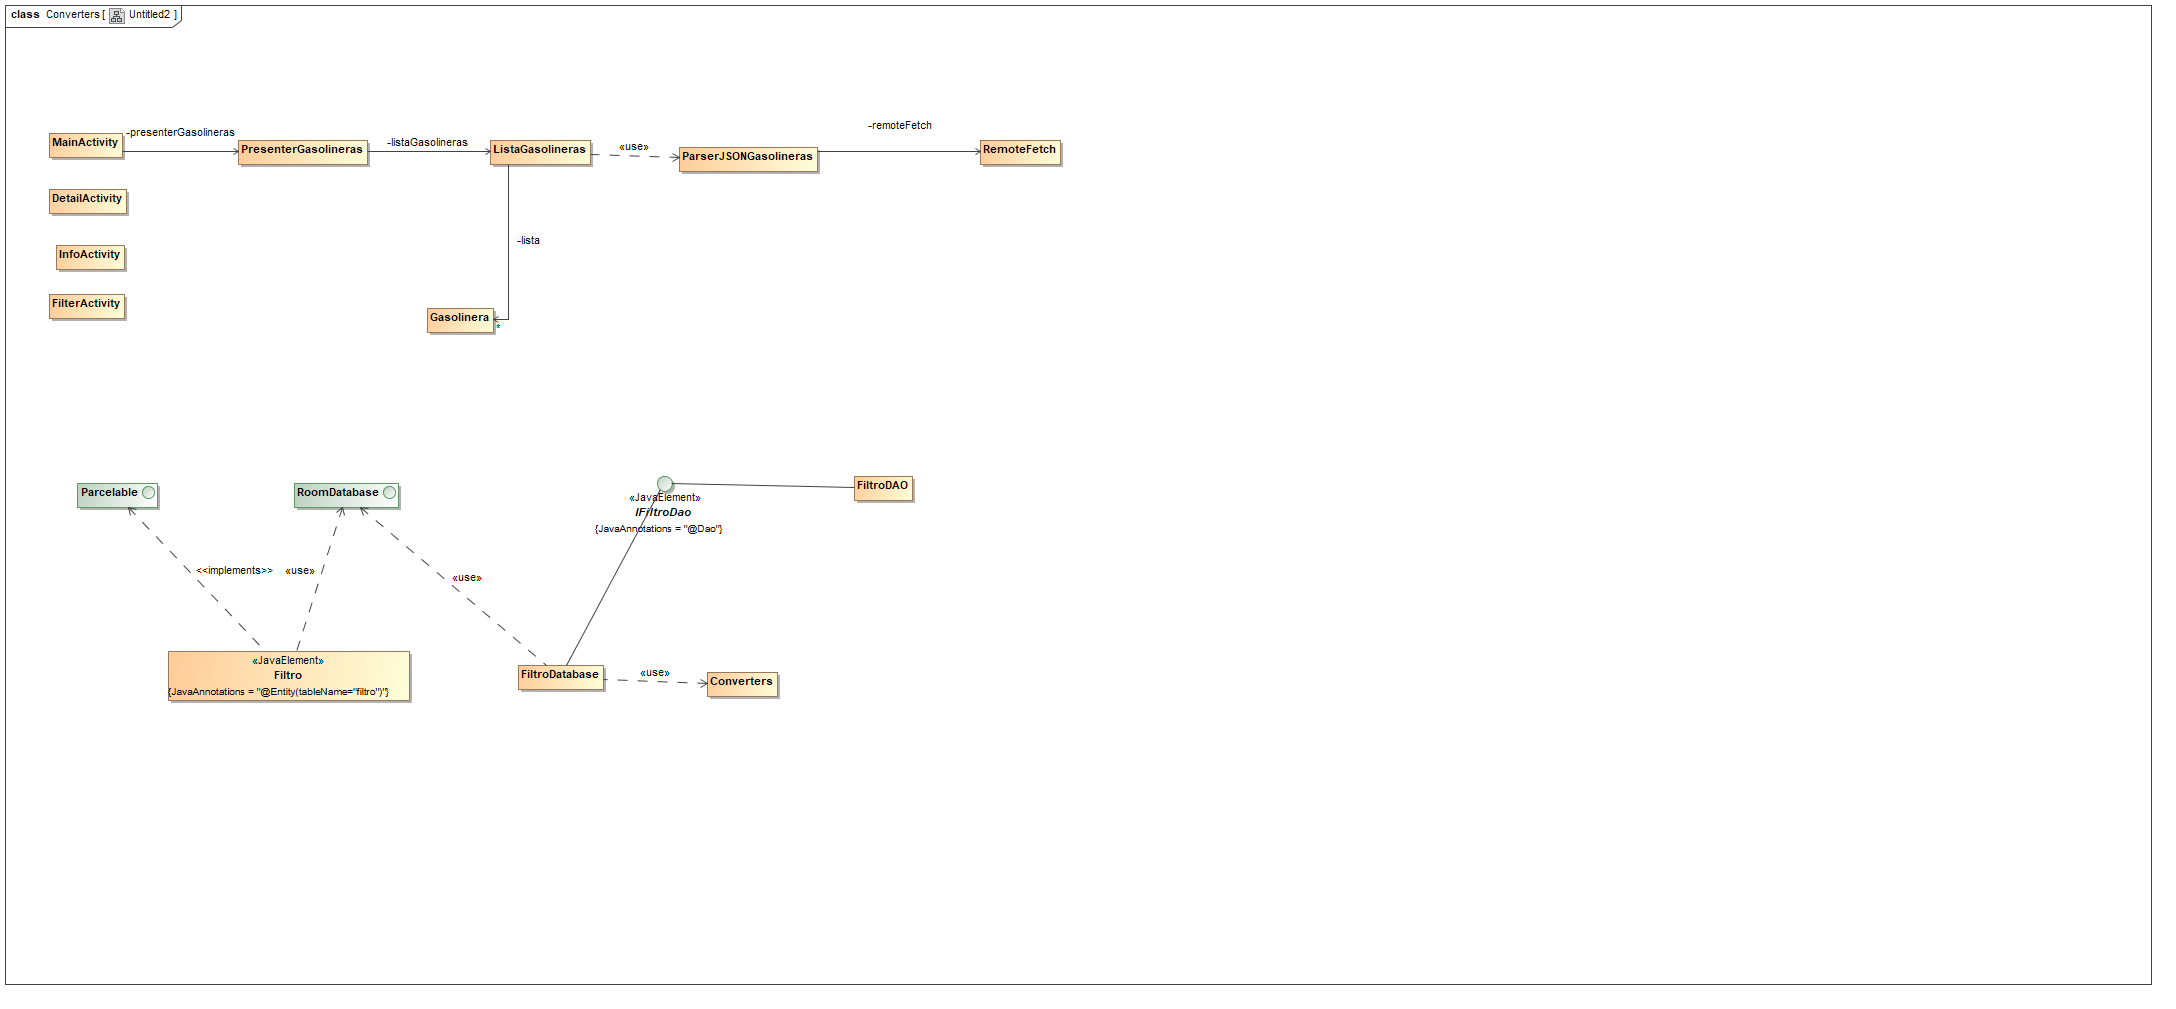 class Converters [ Untitled2 ]
-remoteFetch
-presenterGasolineras
MainActivity
-listaGasolineras
«use»
PresenterGasolineras
ListaGasolineras
ParserJSONGasolineras
RemoteFetch
DetailActivity
-lista
InfoActivity
FilterActivity
Gasolinera
*
Parcelable
RoomDatabase
FiltroDAO
«JavaElement»
IFiltroDao
{JavaAnnotations = "@Dao"}
<<implements>>
«use»
«use»
«JavaElement»
Filtro
{JavaAnnotations = "@Entity(tableName="filtro")"}
FiltroDatabase
«use»
Converters